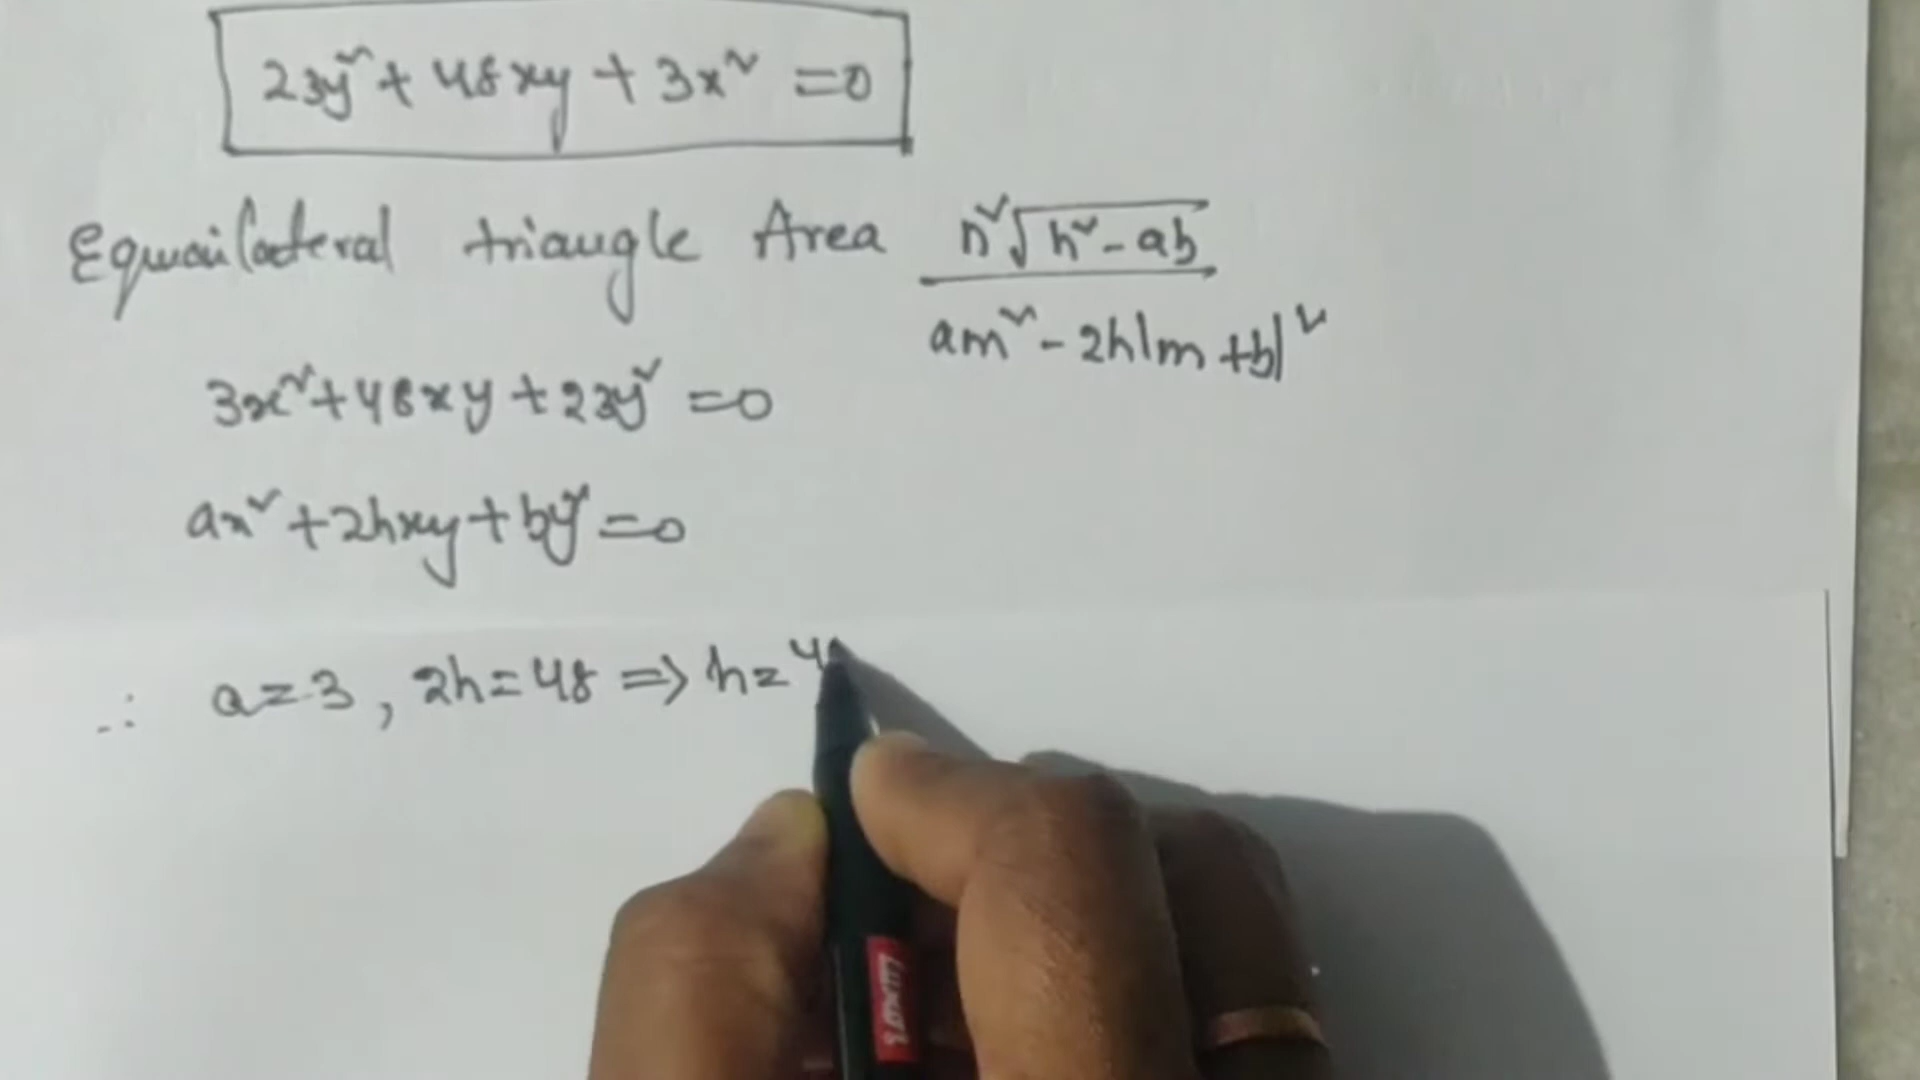 23y² + 48xy + 3x² = 0
Equailateral triangle Area n²√(h²-ab) / am² - 2hlm + bl²
3x² + 48xy + 23y² = 0
ax² + 2hxy + by² = 0
∴ a = 3, 2h = 48 ⇒ h = 4